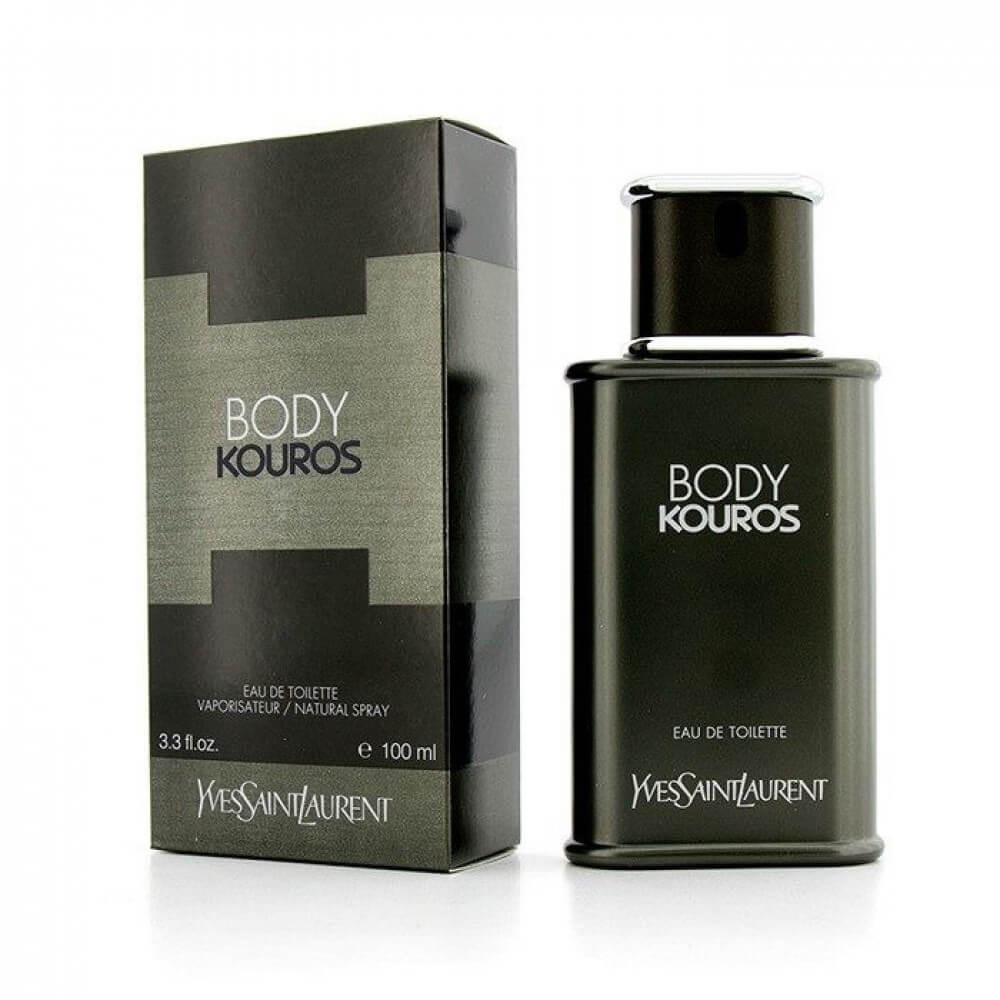 BODY
KOUROS
EAU DE TOILETTE
VAPORISATEUR / NATURAL SPRAY
3.3 fl.oz. ℮ 100 ml
YVESSAINTLAURENT
BODY
KOUROS
EAU DE TOILETTE
YVESSAINTLAURENT